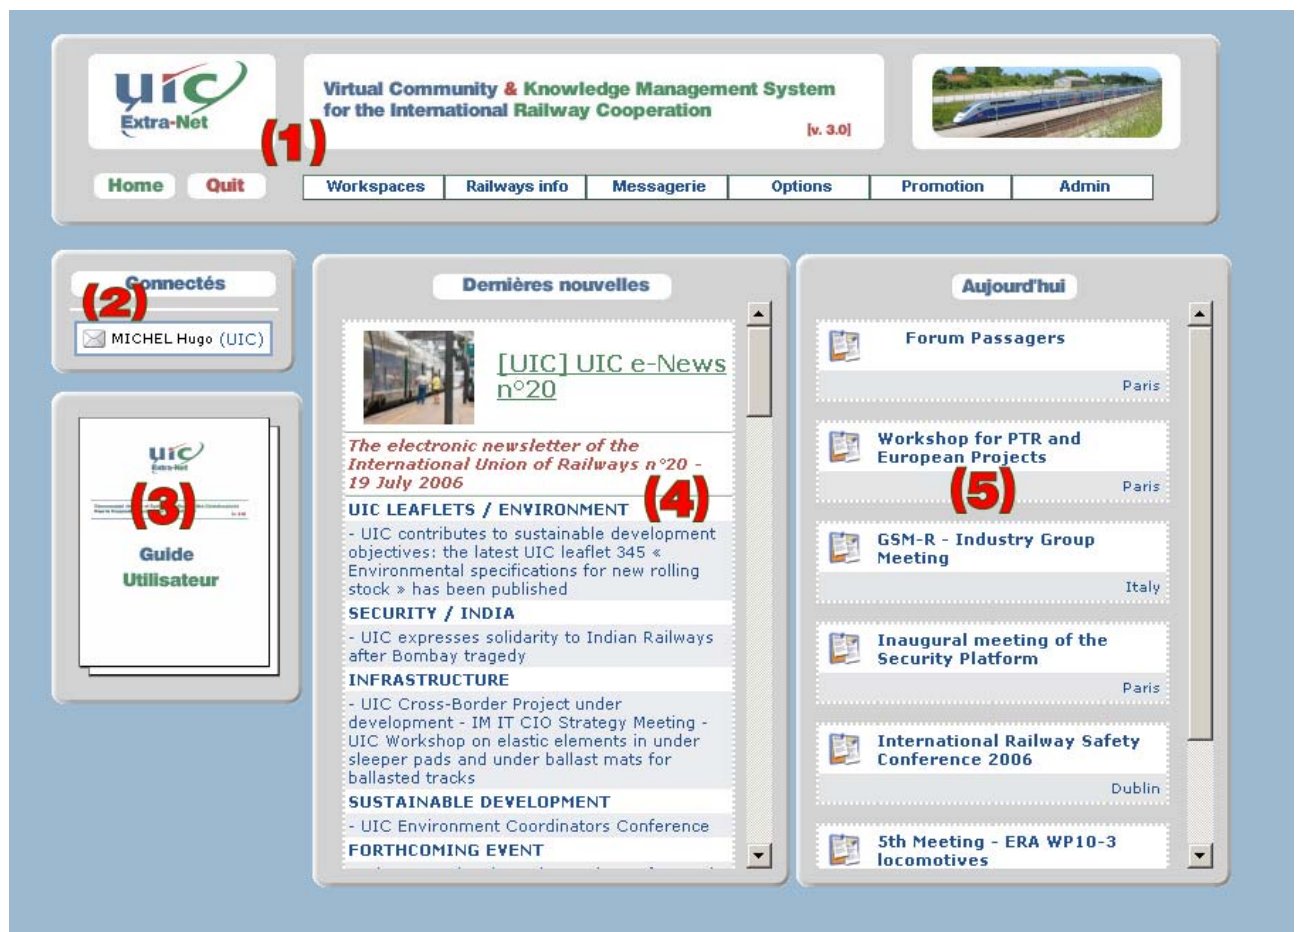 uic
Extra-Net
Virtual Community & Knowledge Management System
for the International Railway Cooperation
[v. 3.0]
(1)
Home
Quit
Workspaces
Railways info
Messagerie
Options
Promotion
Admin
Connectés
(2)
MICHEL Hugo (UIC)
uic
Extra-Net
(3)
Guide
Utilisateur
Dernières nouvelles
[UIC] UIC e-News
n°20
The electronic newsletter of the
International Union of Railways n°20 -
19 July 2006
(4)
UIC LEAFLETS / ENVIRONMENT
- UIC contributes to sustainable development
objectives: the latest UIC leaflet 345 «
Environmental specifications for new rolling
stock » has been published
SECURITY / INDIA
- UIC expresses solidarity to Indian Railways
after Bombay tragedy
INFRASTRUCTURE
- UIC Cross-Border Project under
development - IM IT CIO Strategy Meeting -
UIC Workshop on elastic elements in under
sleeper pads and under ballast mats for
ballasted tracks
SUSTAINABLE DEVELOPMENT
- UIC Environment Coordinators Conference
FORTHCOMING EVENT
Aujourd'hui
Forum Passagers
Paris
Workshop for PTR and
European Projects
(5)
Paris
GSM-R - Industry Group
Meeting
Italy
Inaugural meeting of the
Security Platform
Paris
International Railway Safety
Conference 2006
Dublin
5th Meeting - ERA WP10-3
locomotives